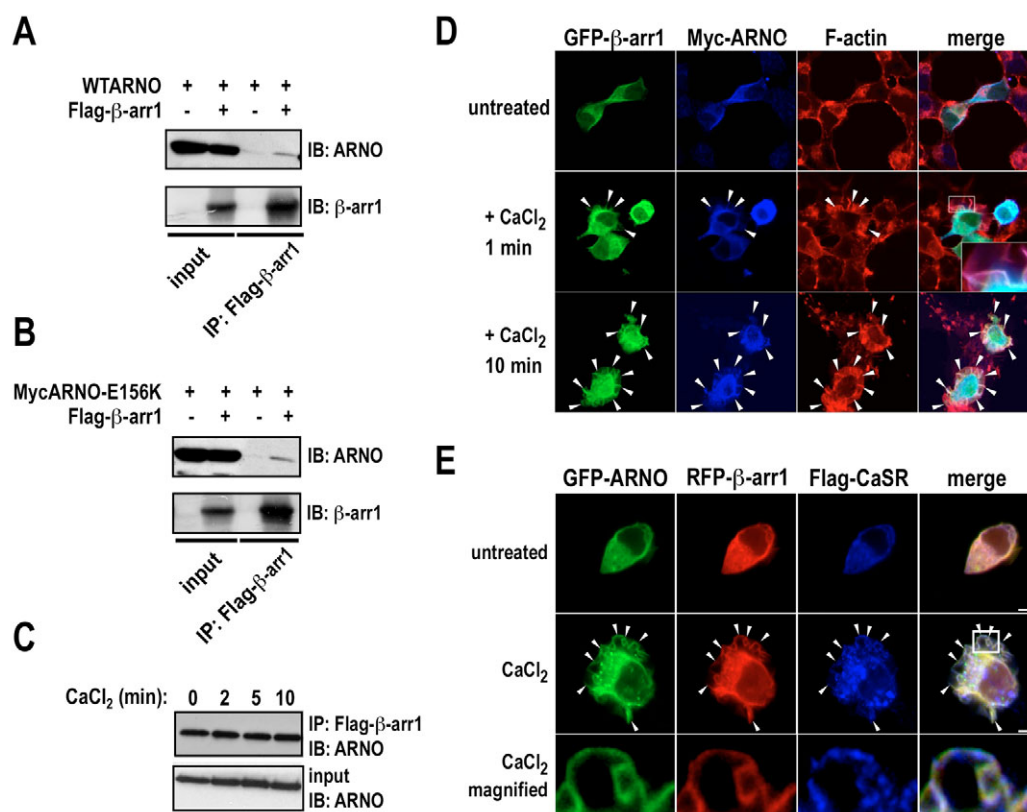 A
WTARNO + + + +
Flag-β-arr1 - + - +
IB: ARNO
IB: β-arr1
input
IP: Flag-β-arr1
B
MycARNO-E156K + + + +
Flag-β-arr1 - + - +
IB: ARNO
IB: β-arr1
input
IP: Flag-β-arr1
C
CaCl₂ (min): 0 2 5 10
IP: Flag-β-arr1
IB: ARNO
input
IB: ARNO
D
GFP-β-arr1 Myc-ARNO F-actin merge
untreated
+ CaCl₂
1 min
+ CaCl₂
10 min
E
GFP-ARNO RFP-β-arr1 Flag-CaSR merge
untreated
CaCl₂
CaCl₂
magnified